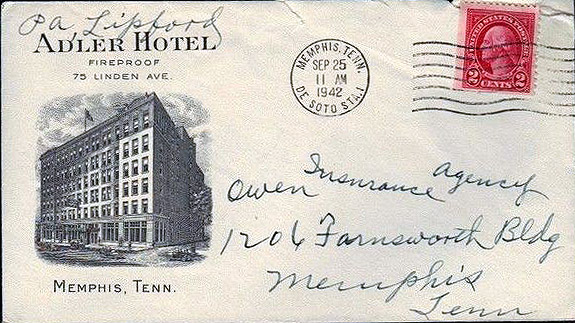 Pa, Lipford
ADLER HOTEL
FIREPROOF
75 LINDEN AVE.
MEMPHIS, TENN.
SEP 25
11 AM
1942
DE SOTO STA. 1
UNITED STATES POSTAGE
2 2
CENTS
Owen Insurance Agency
1206 Farnsworth Bldg
Memphis
Tenn
MEMPHIS, TENN.